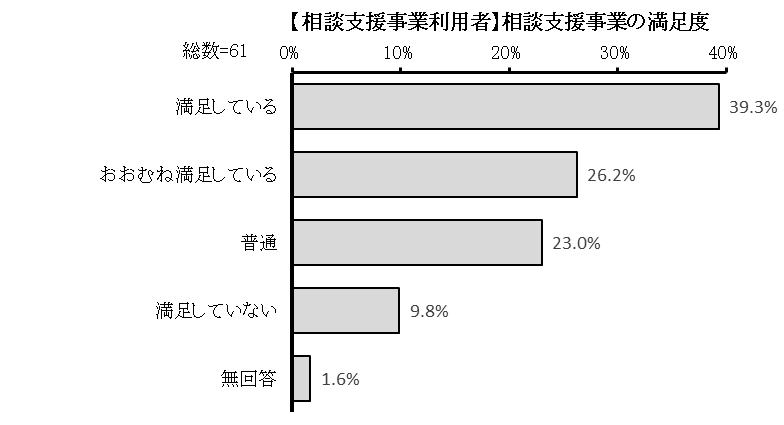 【相談支援事業利用者】相談支援事業の満足度
総数=61
0% 10% 20% 30% 40%
満足している 39.3%
おおむね満足している 26.2%
普通 23.0%
満足していない 9.8%
無回答 1.6%